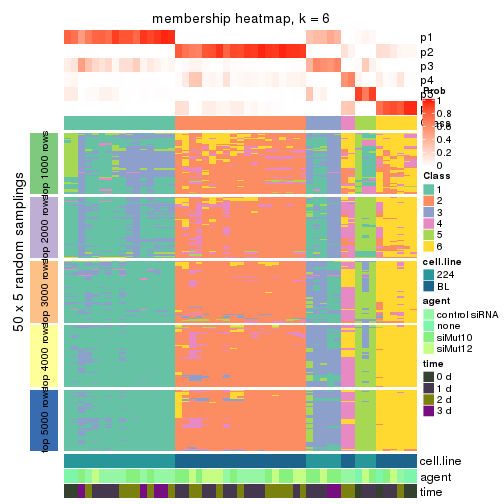 membership heatmap, k = 6
p1
p2
p3
p4
p5
p6
Prob
1
0.8
0.6
0.4
0.2
0
Class
1
2
3
4
5
6
cell.line
224
BL
agent
control siRNA
none
siMut10
siMut12
time
0 d
1 d
2 d
3 d
50 x 5 random samplings
top 1000 rows
top 2000 rows
top 3000 rows
top 4000 rows
top 5000 rows
cell.line
agent
time